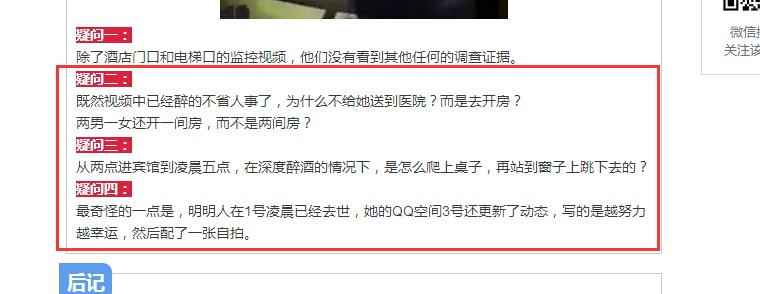 疑问一：
除了酒店门口和电梯口的监控视频，他们没有看到其他任何的调查证据。
疑问二：
既然视频中已经醉的不省人事了，为什么不给她送到医院？而是去开房？
两男一女还开一间房，而不是两间房？
疑问三：
从两点进宾馆到凌晨五点，在深度醉酒的情况下，是怎么爬上桌子，再站到窗子上跳下去的？
疑问四：
最奇怪的一点是，明明人在1号凌晨已经去世，她的QQ空间3号还更新了动态，写的是越努力
越幸运，然后配了一张自拍。
后记
微信扫
关注该